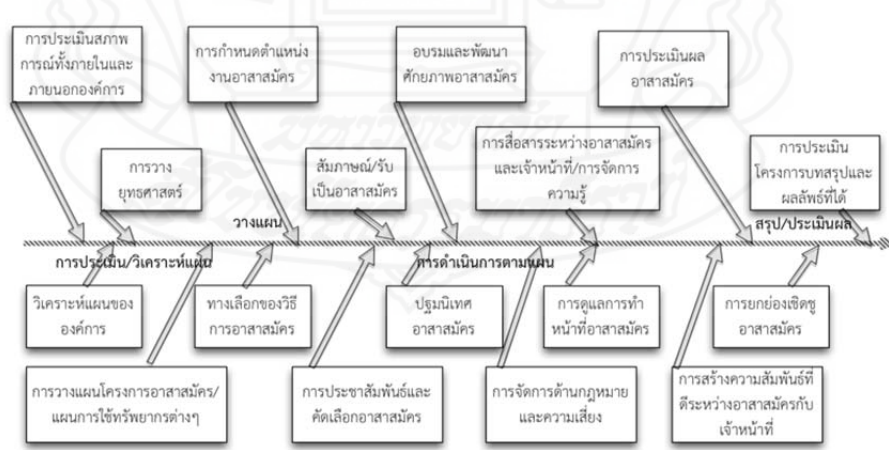 การประเมินสภาพ
การณ์ทั้งภายในและ
ภายนอกองค์การ
การกำหนดตำแหน่ง
งานอาสาสมัคร
อบรมและพัฒนา
ศักยภาพอาสาสมัคร
การประเมินผล
อาสาสมัคร
การวาง
ยุทธศาสตร์
สัมภาษณ์/รับ
เป็นอาสาสมัคร
การสื่อสารระหว่างอาสาสมัคร
และเจ้าหน้าที่/การจัดการ
ความรู้
การประเมิน
โครงการบทสรุปและ
ผลลัพธ์ที่ได้
วางแผน
สรุป/ประเมินผล
การประเมิน/วิเคราะห์แผน
การดำเนินการตามแผน
วิเคราะห์แผนของ
องค์การ
ทางเลือกของวิธี
การอาสาสมัคร
ปฐมนิเทศ
อาสาสมัคร
การดูแลการทำ
หน้าที่อาสาสมัคร
การยกย่องเชิดชู
อาสาสมัคร
การวางแผนโครงการอาสาสมัคร/
แผนการใช้ทรัพยากรต่างๆ
การประชาสัมพันธ์และ
คัดเลือกอาสาสมัคร
การจัดการด้านกฎหมาย
และความเสี่ยง
การสร้างความสัมพันธ์ที่
ดีระหว่างอาสาสมัครกับ
เจ้าหน้าที่